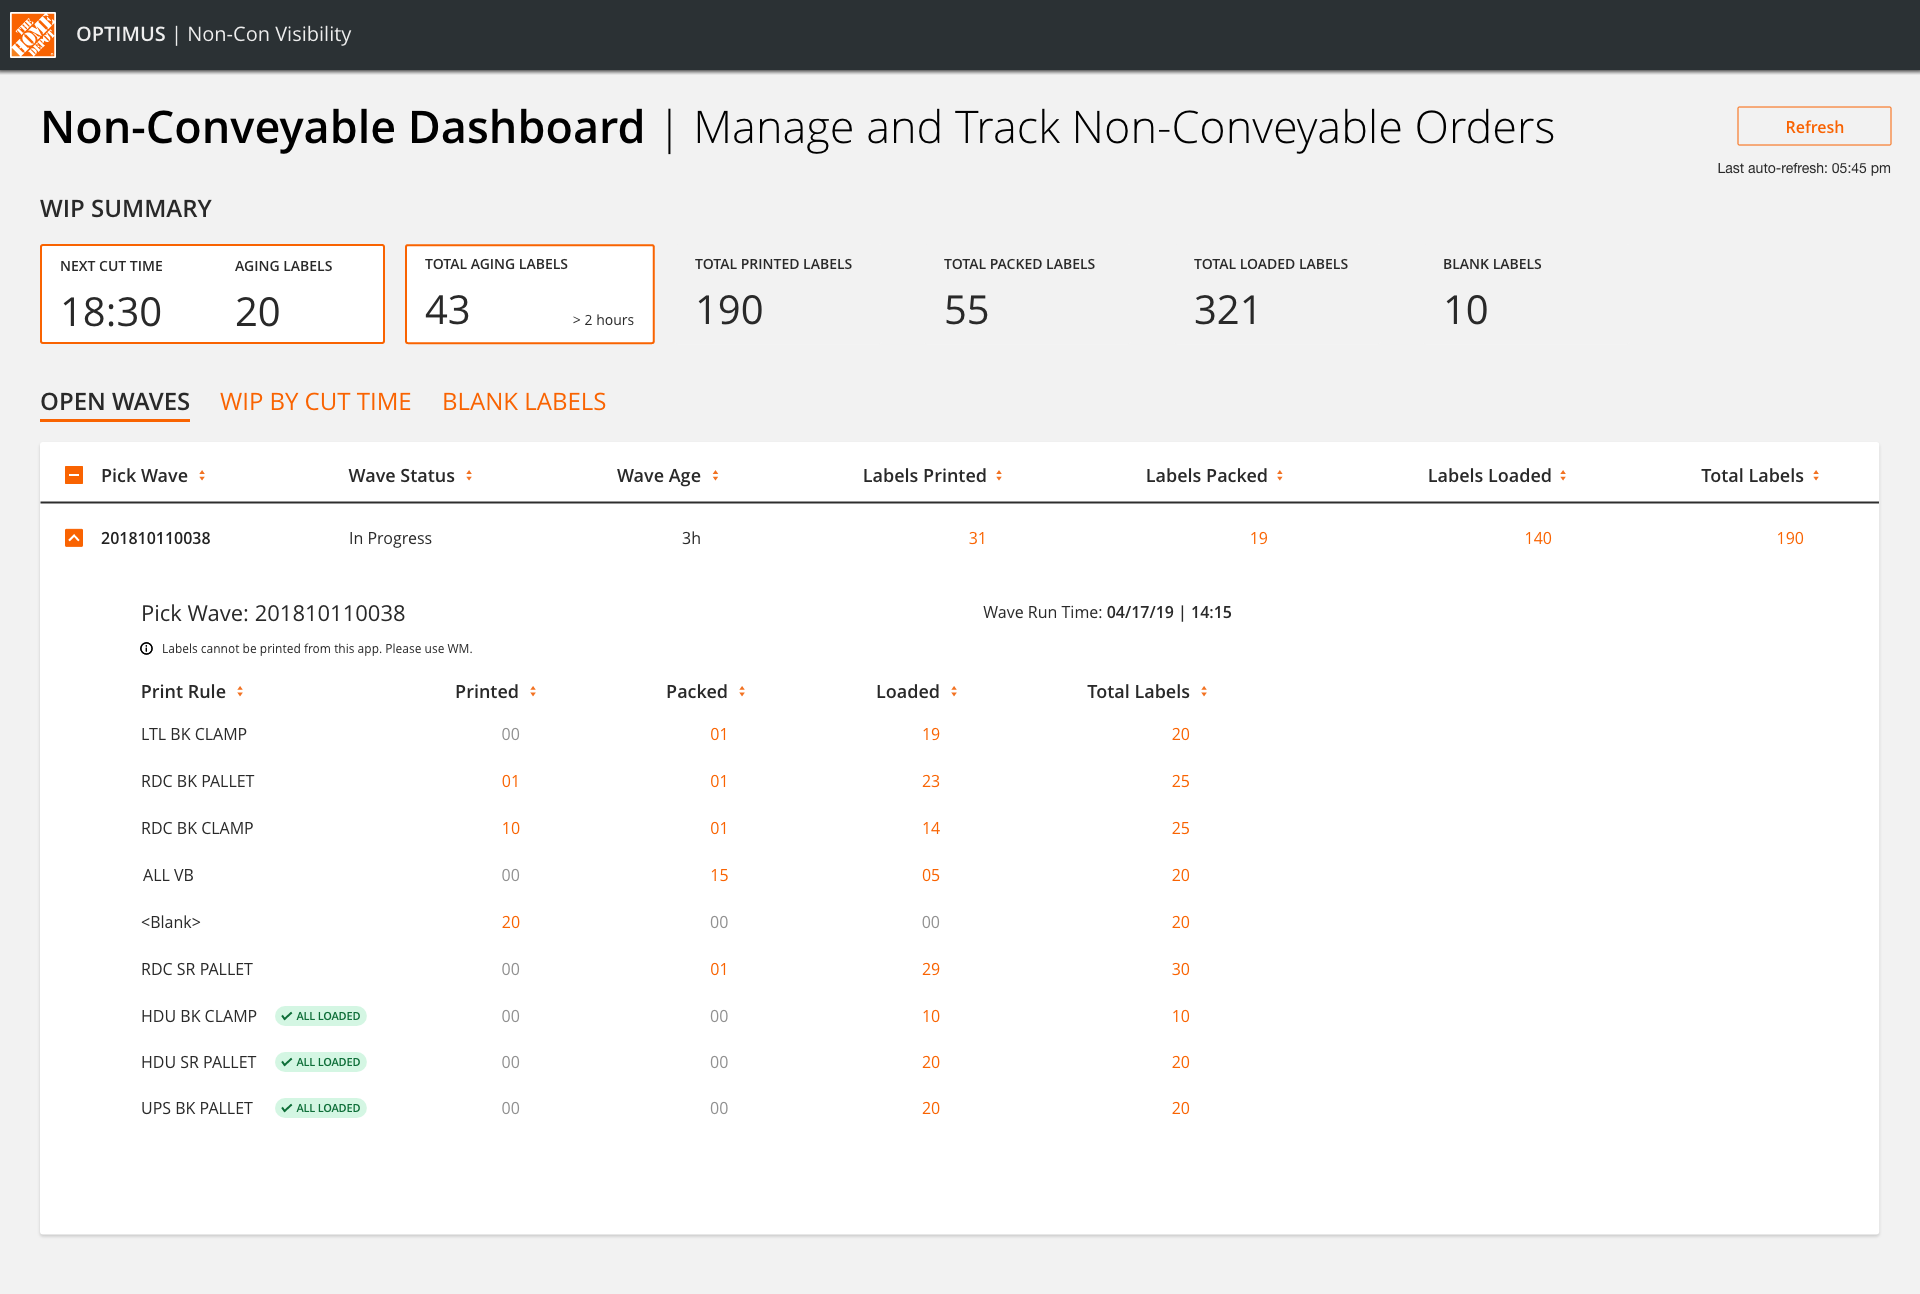 THE HOME DEPOT
OPTIMUS | Non-Con Visibility
Non-Conveyable Dashboard | Manage and Track Non-Conveyable Orders
Refresh
Last auto-refresh: 05:45 pm
WIP SUMMARY
NEXT CUT TIME AGING LABELS TOTAL AGING LABELS TOTAL PRINTED LABELS TOTAL PACKED LABELS TOTAL LOADED LABELS BLANK LABELS
18:30 20 43 > 2 hours 190 55 321 10
OPEN WAVES WIP BY CUT TIME BLANK LABELS
Pick Wave Wave Status Wave Age Labels Printed Labels Packed Labels Loaded Total Labels
201810110038 In Progress 3h 31 19 140 190
Pick Wave: 201810110038 Wave Run Time: 04/17/19 | 14:15
Labels cannot be printed from this app. Please use WM.
Print Rule Printed Packed Loaded Total Labels
LTL BK CLAMP 00 01 19 20
RDC BK PALLET 01 01 23 25
RDC BK CLAMP 10 01 14 25
ALL VB 00 15 05 20
<Blank> 20 00 00 20
RDC SR PALLET 00 01 29 30
HDU BK CLAMP ALL LOADED 00 00 10 10
HDU SR PALLET ALL LOADED 00 00 20 20
UPS BK PALLET ALL LOADED 00 00 20 20